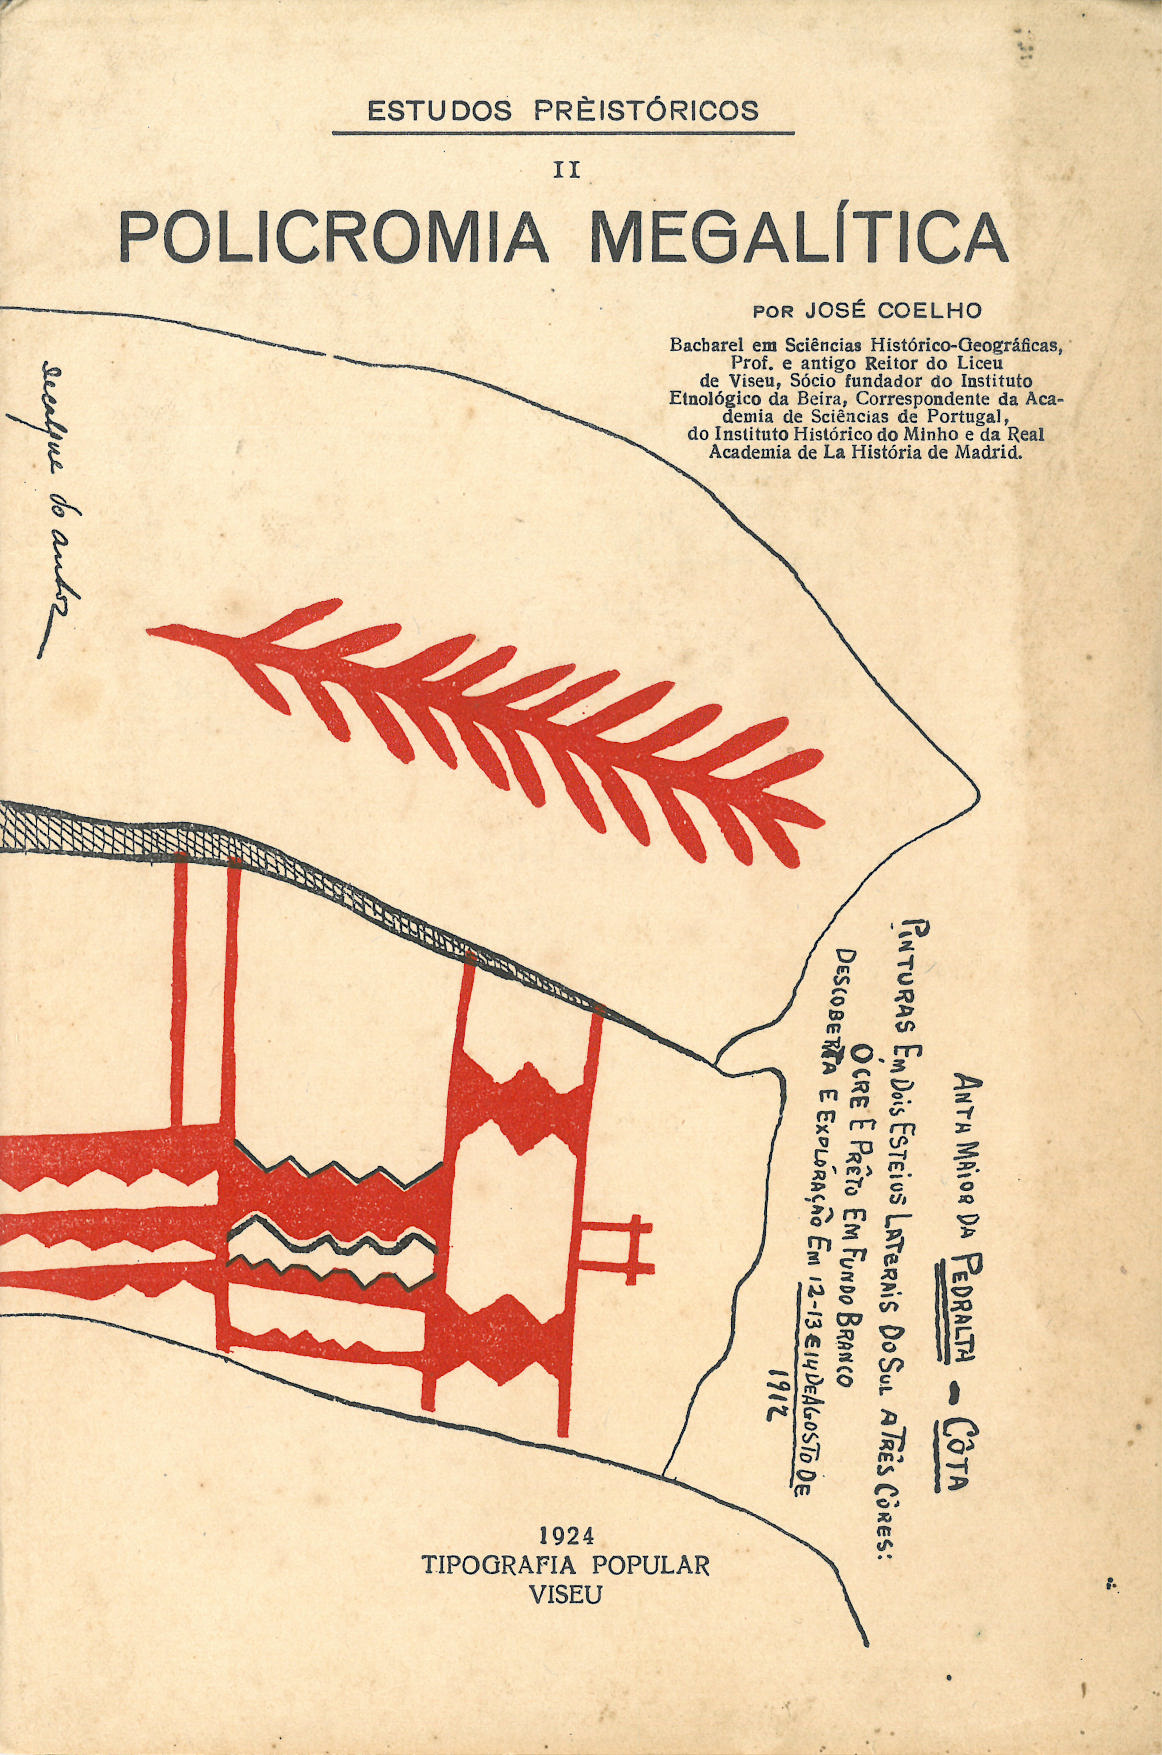 ESTUDOS PRÈISTÓRICOS
II
POLICROMIA MEGALÍTICA
POR JOSÉ COELHO
Bacharel em Sciências Histórico-Geográficas,
Prof. e antigo Reitor do Liceu
de Viseu, Sócio fundador do Instituto
Etnológico da Beira, Correspondente da Aca-
demia de Sciências de Portugal,
do Instituto Histórico do Minho e da Real
Academia de La História de Madrid.
decalque do autor
ANTA MAIOR DA PEDRALTA - CÔTA
PINTURAS EM DOIS ESTEIOS LATERAIS DO SUL A TRÊS CÔRES:
OCRE E PRÊTO EM FUNDO BRANCO
DESCOBERTA E EXPLORAÇÃO EM 12-13 E 14 DE AGOSTO DE
1912
1924
TIPOGRAFIA POPULAR
VISEU